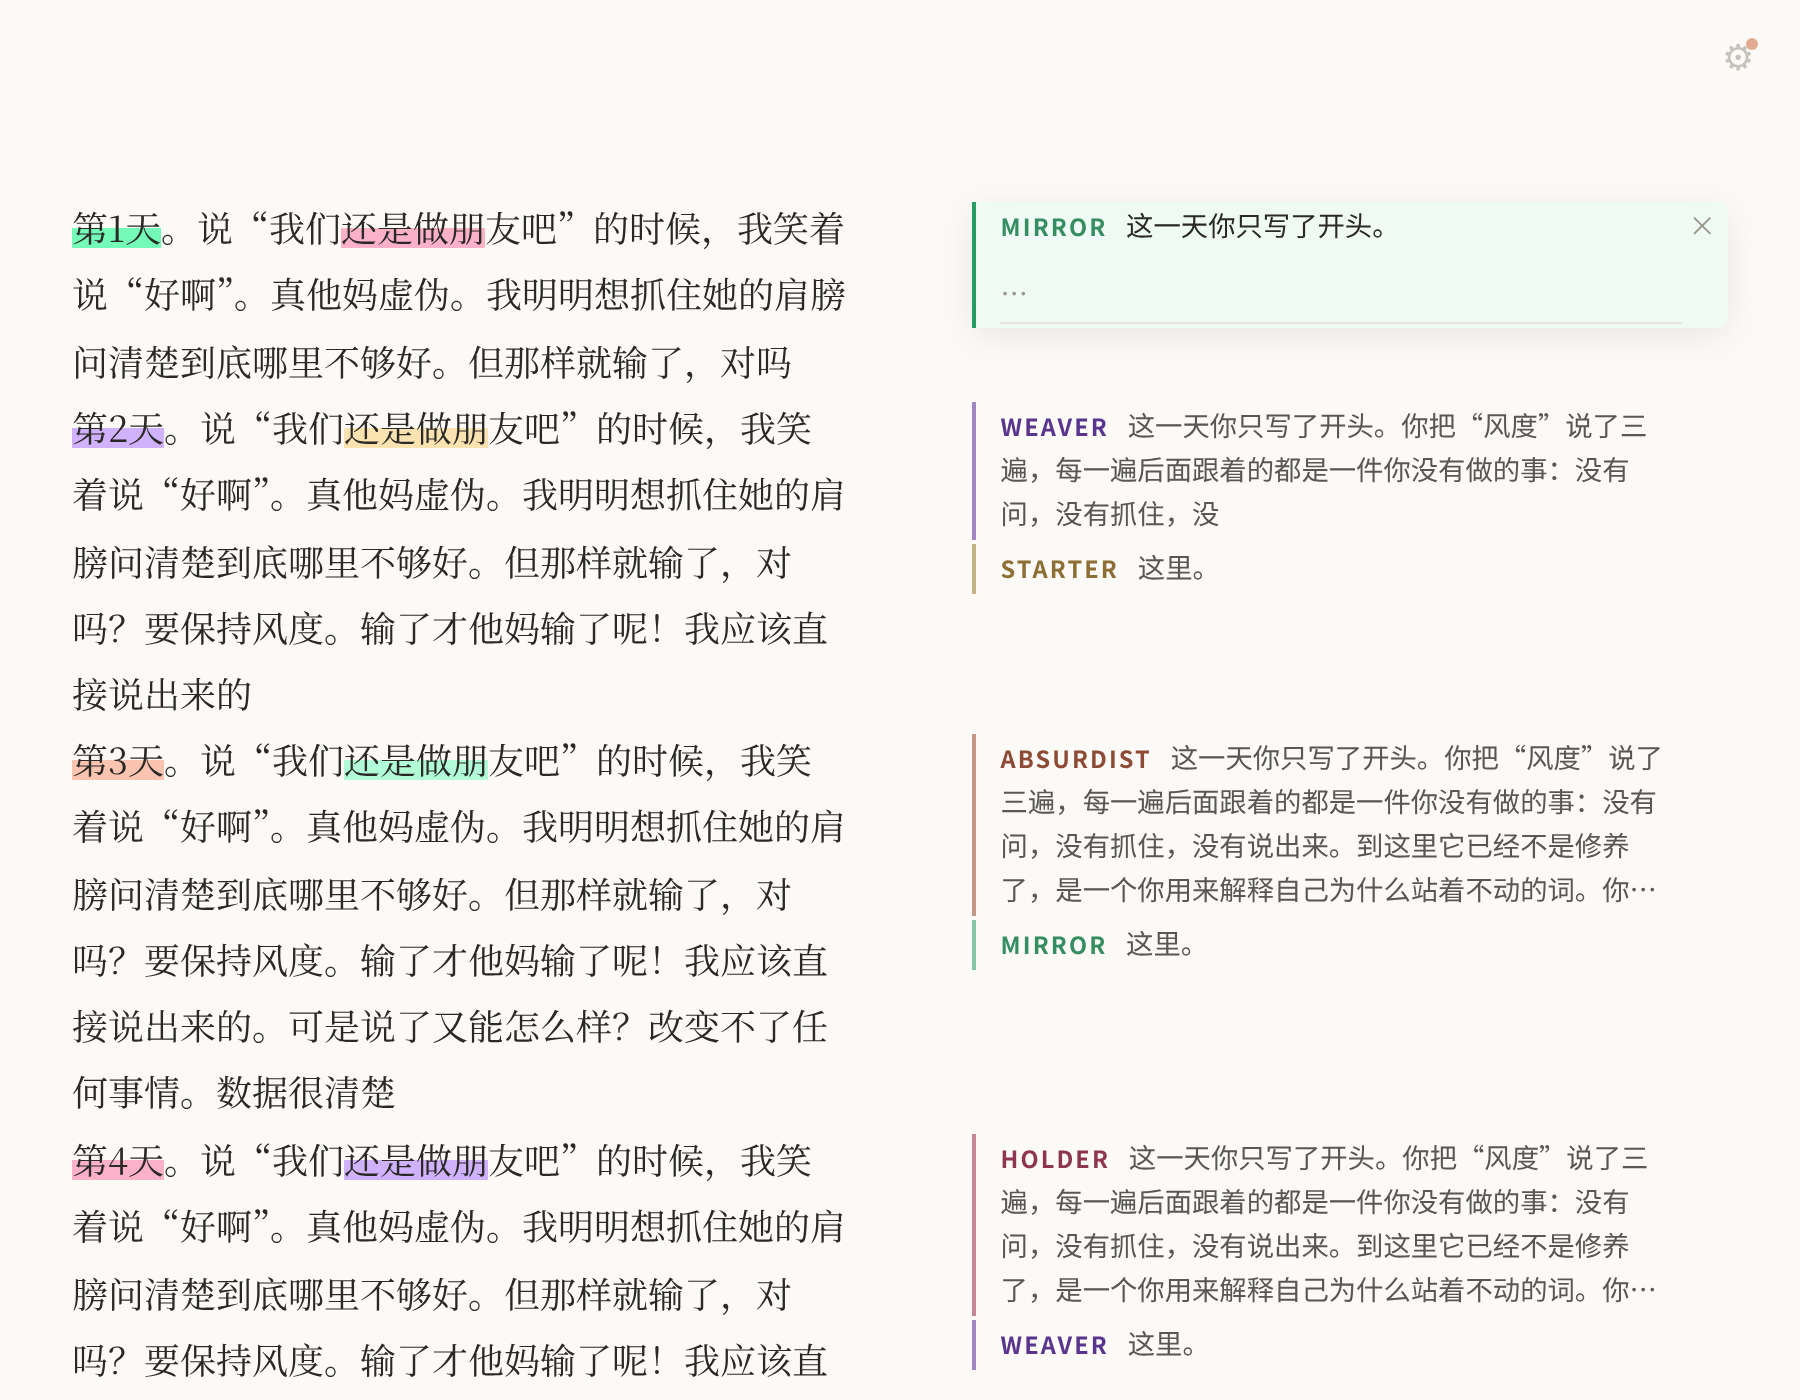 第1天。说“我们还是做朋友吧”的时候，我笑着
说“好啊”。真他妈虚伪。我明明想抓住她的肩膀
问清楚到底哪里不够好。但那样就输了，对吗
第2天。说“我们还是做朋友吧”的时候，我笑
着说“好啊”。真他妈虚伪。我明明想抓住她的肩
膀问清楚到底哪里不够好。但那样就输了，对
吗？要保持风度。输了才他妈输了呢！我应该直
接说出来的
第3天。说“我们还是做朋友吧”的时候，我笑
着说“好啊”。真他妈虚伪。我明明想抓住她的肩
膀问清楚到底哪里不够好。但那样就输了，对
吗？要保持风度。输了才他妈输了呢！我应该直
接说出来的。可是说了又能怎么样？改变不了任
何事情。数据很清楚
第4天。说“我们还是做朋友吧”的时候，我笑
着说“好啊”。真他妈虚伪。我明明想抓住她的肩
膀问清楚到底哪里不够好。但那样就输了，对
吗？要保持风度。输了才他妈输了呢！我应该直
MIRROR 这一天你只写了开头。
…
WEAVER 这一天你只写了开头。你把“风度”说了三
遍，每一遍后面跟着的都是一件你没有做的事：没有
问，没有抓住，没
STARTER 这里。
ABSURDIST 这一天你只写了开头。你把“风度”说了
三遍，每一遍后面跟着的都是一件你没有做的事：没有
问，没有抓住，没有说出来。到这里它已经不是修养
了，是一个你用来解释自己为什么站着不动的词。你…
MIRROR 这里。
HOLDER 这一天你只写了开头。你把“风度”说了三
遍，每一遍后面跟着的都是一件你没有做的事：没有
问，没有抓住，没有说出来。到这里它已经不是修养
了，是一个你用来解释自己为什么站着不动的词。你…
WEAVER 这里。